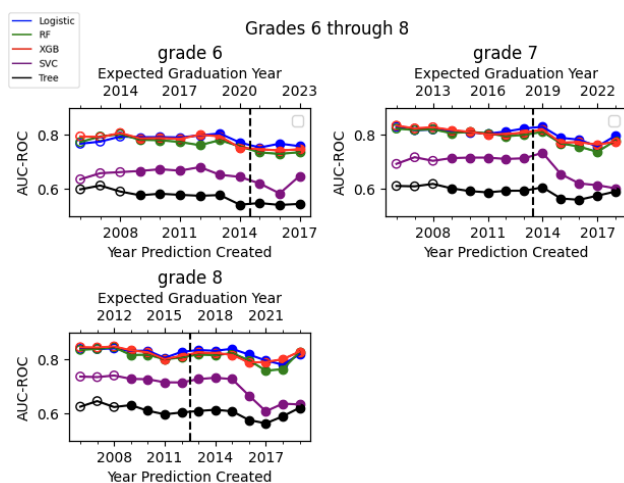 Logistic
RF
XGB
SVC
Tree
Grades 6 through 8
grade 6
Expected Graduation Year
2014 2017 2020 2023
0.8
0.6
AUC-ROC
2008 2011 2014 2017
Year Prediction Created
grade 7
Expected Graduation Year
2013 2016 2019 2022
0.8
0.6
AUC-ROC
2008 2011 2014 2017
Year Prediction Created
grade 8
Expected Graduation Year
2012 2015 2018 2021
0.8
0.6
AUC-ROC
2008 2011 2014 2017
Year Prediction Created